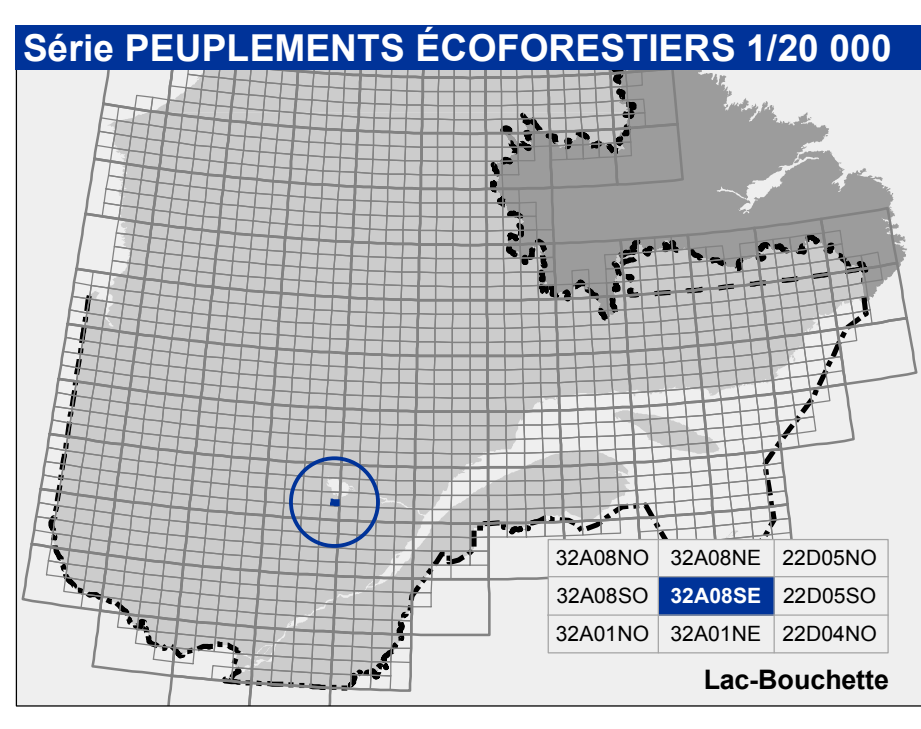 Série PEUPLEMENTS ÉCOFORESTIERS 1/20 000
32A08NO 32A08NE 22D05NO
32A08SO 32A08SE 22D05SO
32A01NO 32A01NE 22D04NO
Lac-Bouchette